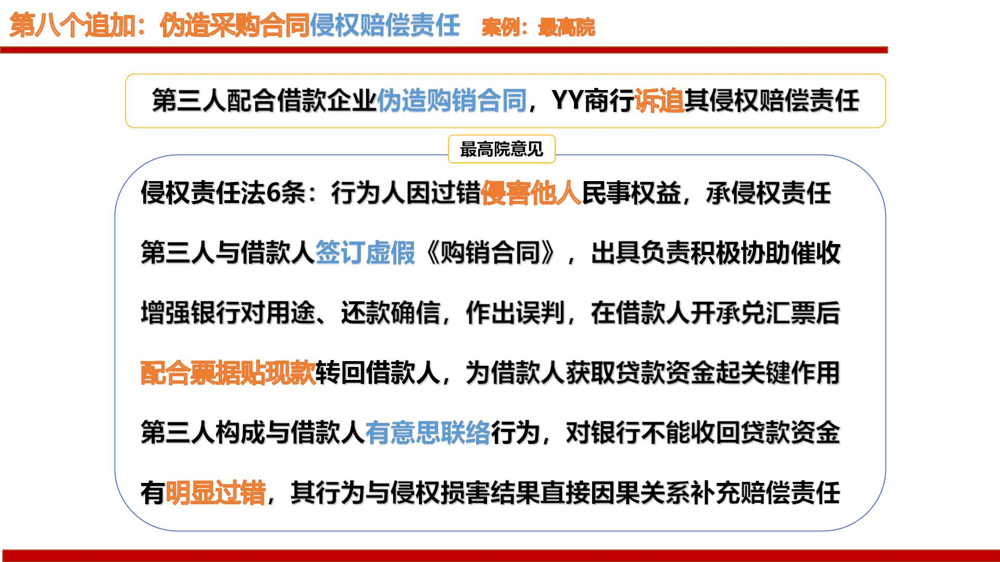 第八个追加：伪造采购合同侵权赔偿责任 案例：最高院
第三人配合借款企业伪造购销合同，YY商行诉追其侵权赔偿责任
最高院意见
侵权责任法6条：行为人因过错侵害他人民事权益，承侵权责任
第三人与借款人签订虚假《购销合同》，出具负责积极协助催收
增强银行对用途、还款确信，作出误判，在借款人开承兑汇票后
配合票据贴现款转回借款人，为借款人获取贷款资金起关键作用
第三人构成与借款人有意思联络行为，对银行不能收回贷款资金
有明显过错，其行为与侵权损害结果直接因果关系补充赔偿责任